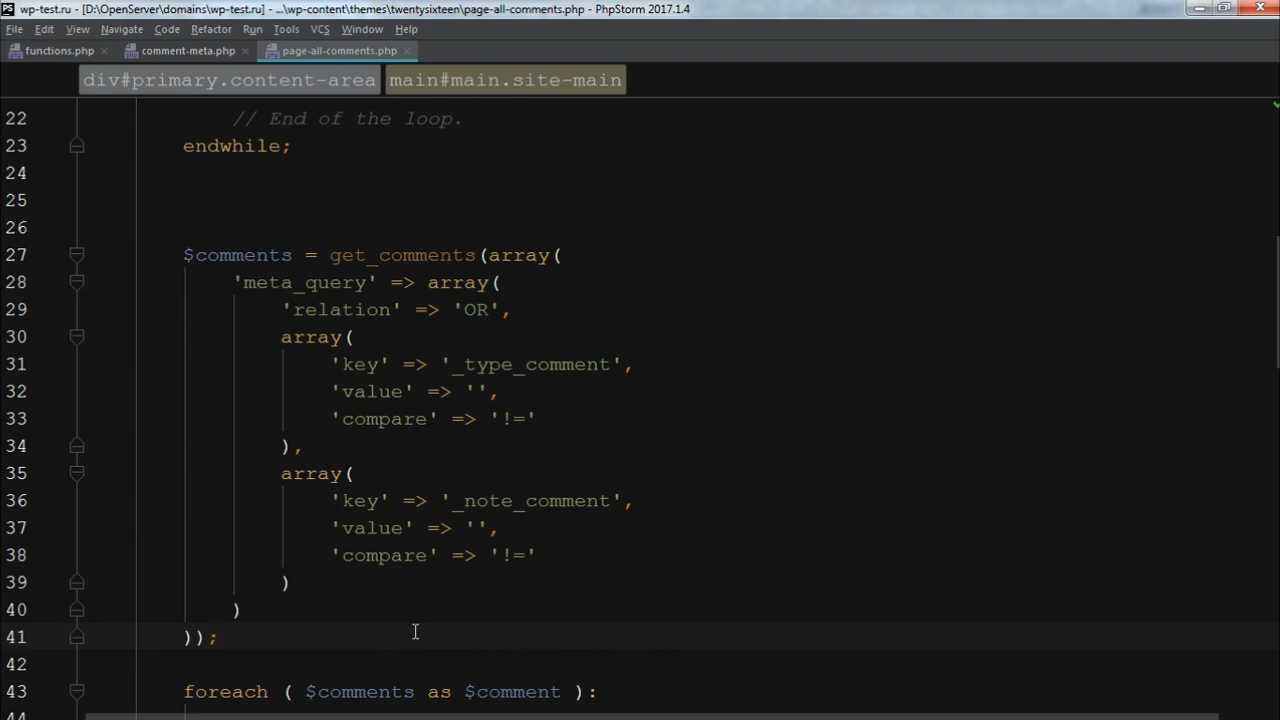 wp-test.ru - [D:\OpenServer\domains\wp-test.ru] - ...\wp-content\themes\twentysixteen\page-all-comments.php - PhpStorm 2017.1.4
File Edit View Navigate Code Refactor Run Tools VCS Window Help
functions.php comment-meta.php page-all-comments.php
div#primary.content-area main#main.site-main
22 // End of the loop.
23 endwhile;
24
25
26
27 $comments = get_comments(array(
28 'meta_query' => array(
29 'relation' => 'OR',
30 array(
31 'key' => '_type_comment',
32 'value' => '',
33 'compare' => '!='
34 ),
35 array(
36 'key' => '_note_comment',
37 'value' => '',
38 'compare' => '!='
39 )
40 )
41 ));
42
43 foreach ( $comments as $comment ):
44